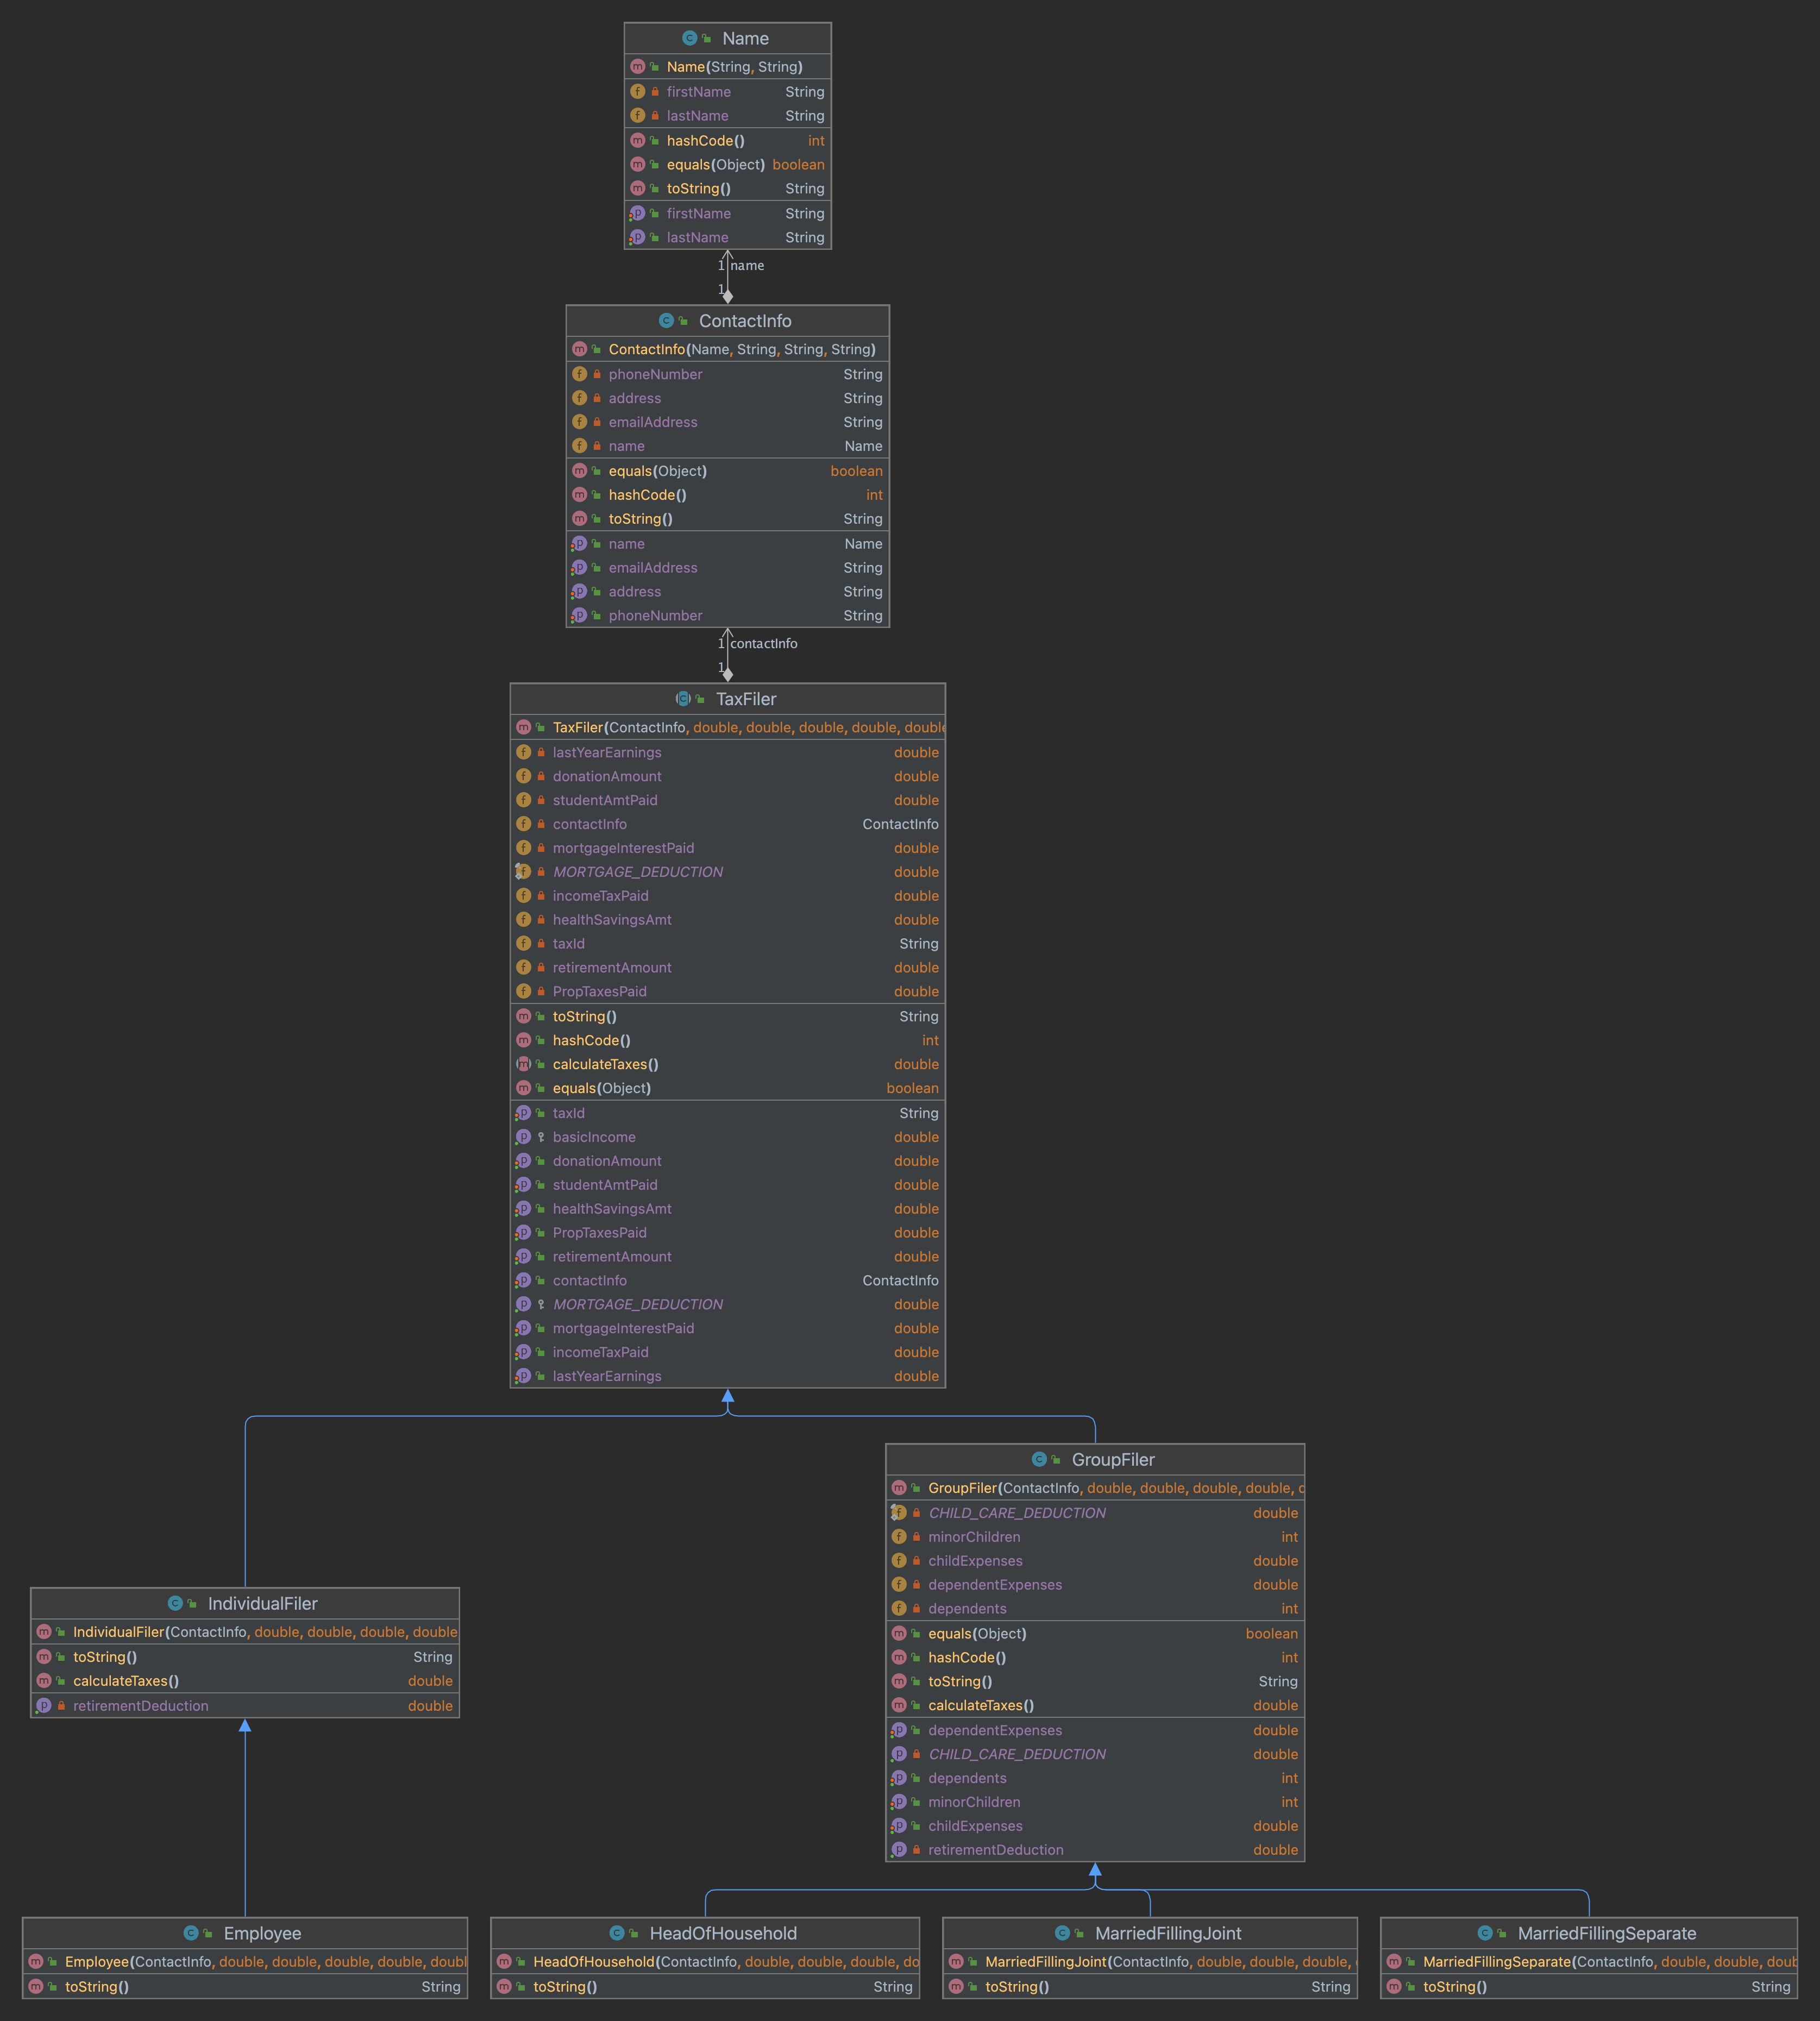 Name
Name(String, String)
firstName String
lastName String
hashCode() int
equals(Object) boolean
toString() String
firstName String
lastName String
1 name
1
ContactInfo
ContactInfo(Name, String, String, String)
phoneNumber String
address String
emailAddress String
name Name
equals(Object) boolean
hashCode() int
toString() String
name Name
emailAddress String
address String
phoneNumber String
1 contactInfo
1
TaxFiler
TaxFiler(ContactInfo, double, double, double, double, double
lastYearEarnings double
donationAmount double
studentAmtPaid double
contactInfo ContactInfo
mortgageInterestPaid double
MORTGAGE_DEDUCTION double
incomeTaxPaid double
healthSavingsAmt double
taxId String
retirementAmount double
PropTaxesPaid double
toString() String
hashCode() int
calculateTaxes() double
equals(Object) boolean
taxId String
basicIncome double
donationAmount double
studentAmtPaid double
healthSavingsAmt double
PropTaxesPaid double
retirementAmount double
contactInfo ContactInfo
MORTGAGE_DEDUCTION double
mortgageInterestPaid double
incomeTaxPaid double
lastYearEarnings double
GroupFiler
GroupFiler(ContactInfo, double, double, double, double, d
CHILD_CARE_DEDUCTION double
minorChildren int
childExpenses double
dependentExpenses double
dependents int
equals(Object) boolean
hashCode() int
toString() String
calculateTaxes() double
dependentExpenses double
CHILD_CARE_DEDUCTION double
dependents int
minorChildren int
childExpenses double
retirementDeduction double
IndividualFiler
IndividualFiler(ContactInfo, double, double, double, double
toString() String
calculateTaxes() double
retirementDeduction double
Employee
Employee(ContactInfo, double, double, double, double, doubl
toString() String
HeadOfHousehold
HeadOfHousehold(ContactInfo, double, double, double, do
toString() String
MarriedFillingJoint
MarriedFillingJoint(ContactInfo, double, double, double,
toString() String
MarriedFillingSeparate
MarriedFillingSeparate(ContactInfo, double, double, doub
toString() String